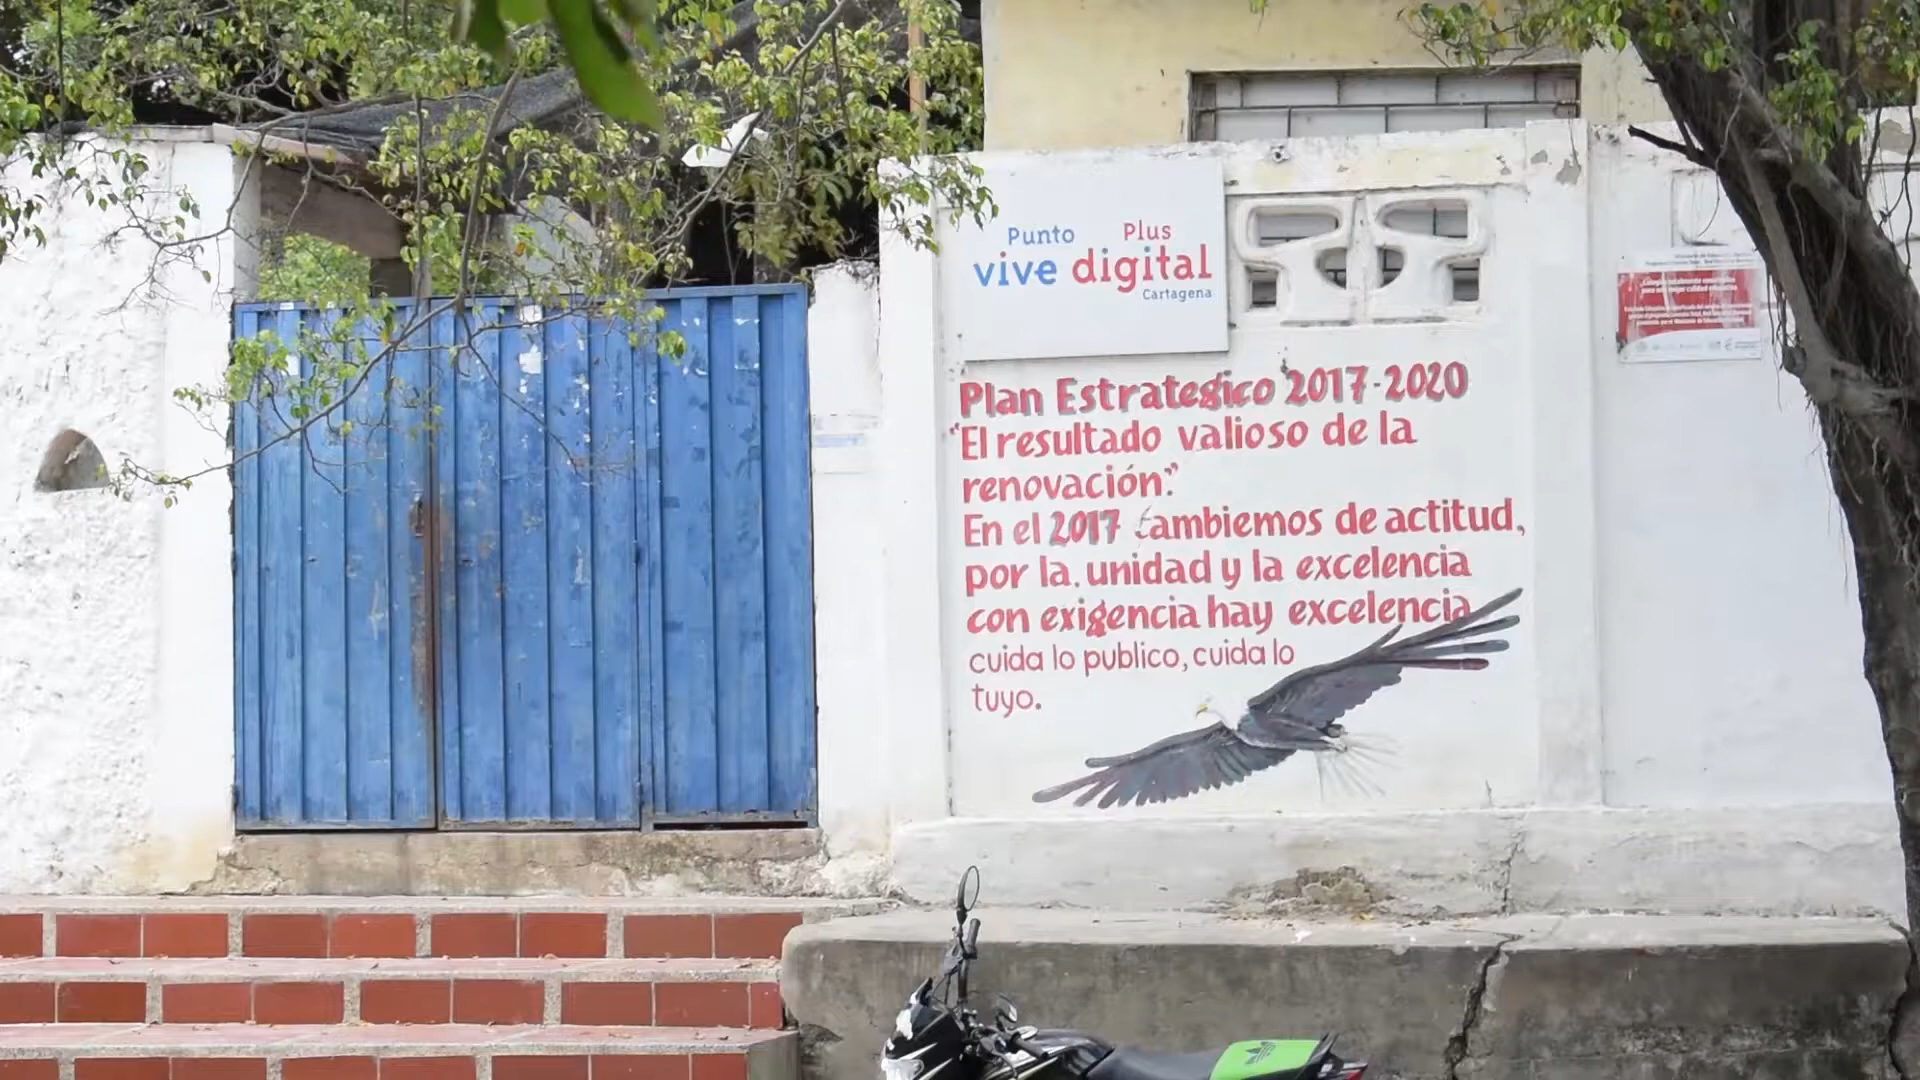 Punto Plus
vive digital
Cartagena
Plan Estrategico 2017-2020
"El resultado valioso de la
renovación."
En el 2017 cambiemos de actitud,
por la unidad y la excelencia
con exigencia hay excelencia
cuida lo publico, cuida lo
tuyo.